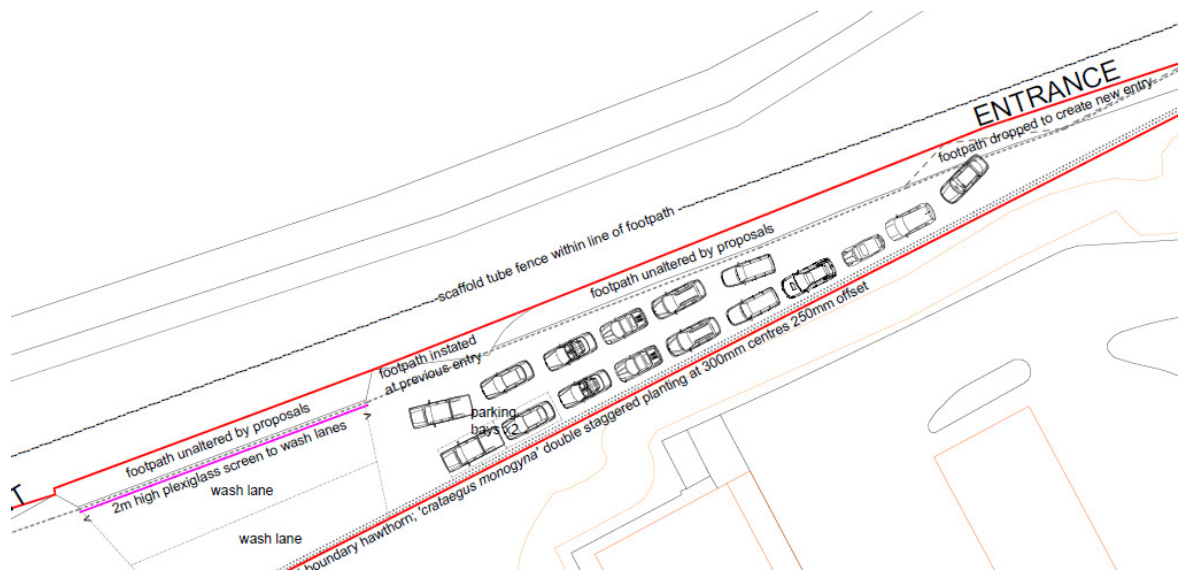 ENTRANCE
footpath dropped to create new entry
scaffold tube fence within line of footpath
footpath unaltered by proposals
footpath instated
at previous entry
parking
bays x2
footpath unaltered by proposals
2m high plexiglass screen to wash lanes
wash lane
wash lane
boundary hawthorn; 'crataegus monogyna' double staggered planting at 300mm centres 250mm offset